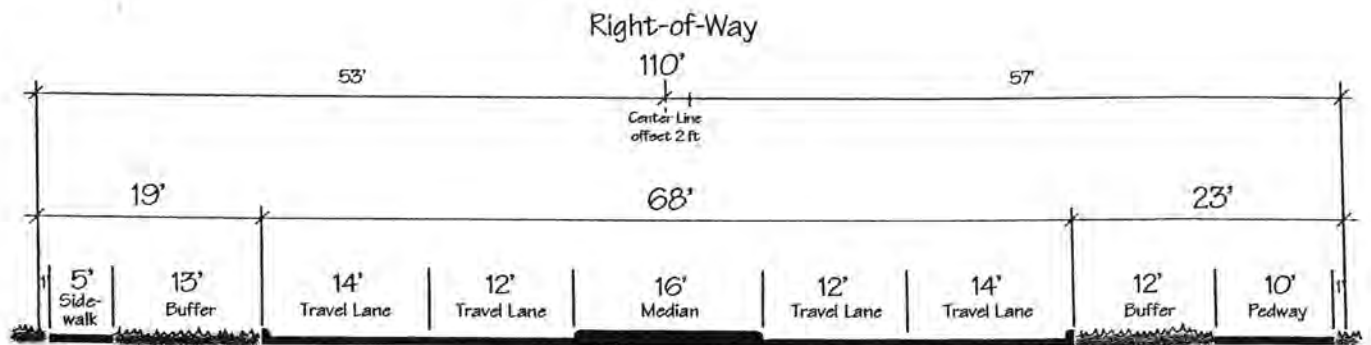 Right-of-Way
53' 110' 57'
Center Line
offset 2 ft
19' 68' 23'
1' 5' 13' 14' 12' 16' 12' 14' 12' 10' 1'
Side-
walk Buffer Travel Lane Travel Lane Median Travel Lane Travel Lane Buffer Pedway